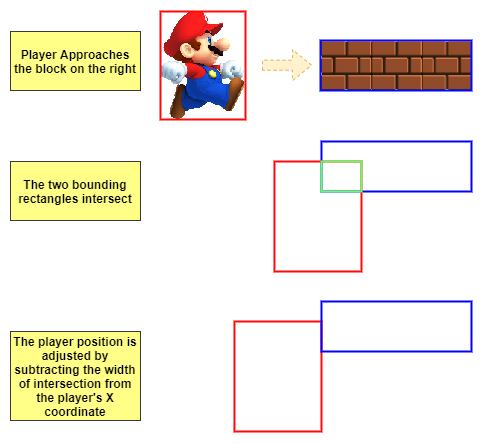 Player Approaches
the block on the right
The two bounding
rectangles intersect
The player position is
adjusted by
subtracting the width
of intersection from
the player's X
coordinate